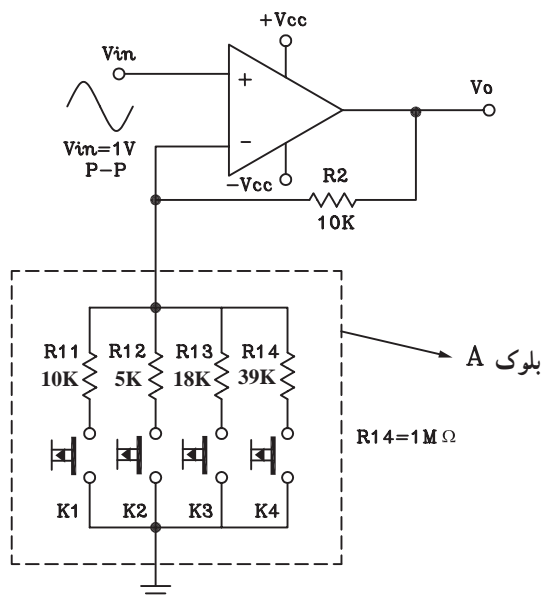 +Vcc
Vin
+
Vo
Vin=1V
P-P
−
−Vcc
R2
10K
R11 R12 R13 R14
10K 5K 18K 39K
بلوک A
R14=1M Ω
K1 K2 K3 K4